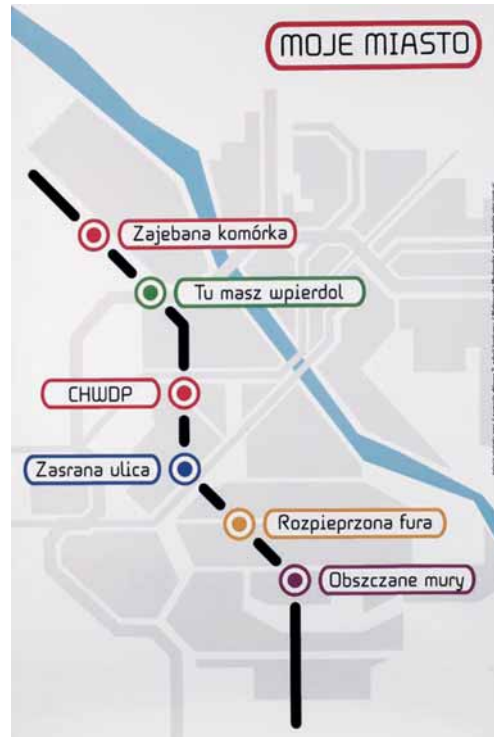 MOJE MIASTO
Zajebana komórka
Tu masz wpierdol
CHWDP
Zasrana ulica
Rozpieprzona fura
Obszczane mury